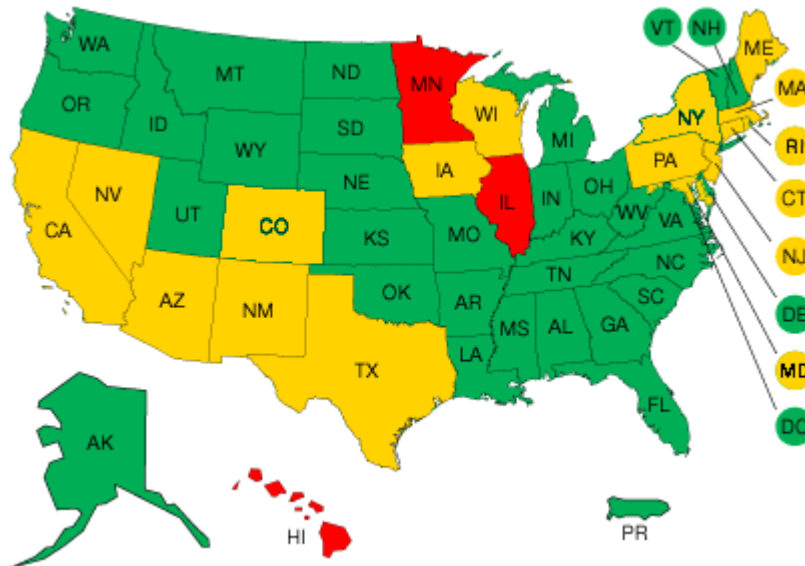 VT
NH
ME
WA
MT
ND
MN
MA
OR
ID
SD
WI
NY
MI
RI
WY
IA
PA
CT
NV
NE
OH
IL
IN
CA
UT
CO
WV
VA
NJ
KS
MO
KY
NC
AZ
NM
OK
TN
AR
SC
DE
MS
AL
GA
TX
LA
MD
FL
DC
AK
HI
PR